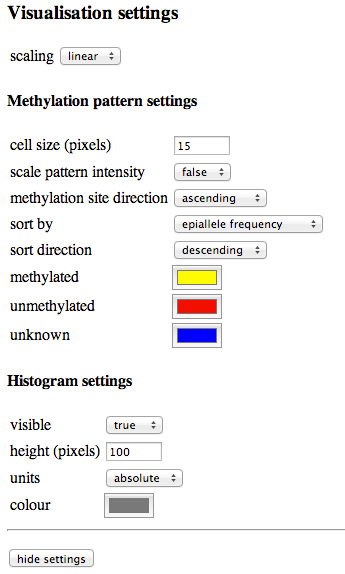 Visualisation settings
scaling linear
Methylation pattern settings
cell size (pixels) 15
scale pattern intensity false
methylation site direction ascending
sort by epiallele frequency
sort direction descending
methylated
unmethylated
unknown
Histogram settings
visible true
height (pixels) 100
units absolute
colour
hide settings